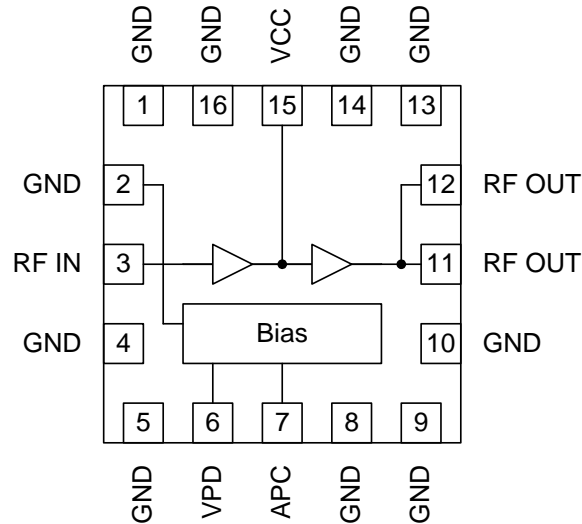 GND GND VCC GND GND
1 16 15 14 13
GND 2 12 RF OUT
RF IN 3 11 RF OUT
GND 4 Bias 10 GND
5 6 7 8 9
GND VPD APC GND GND